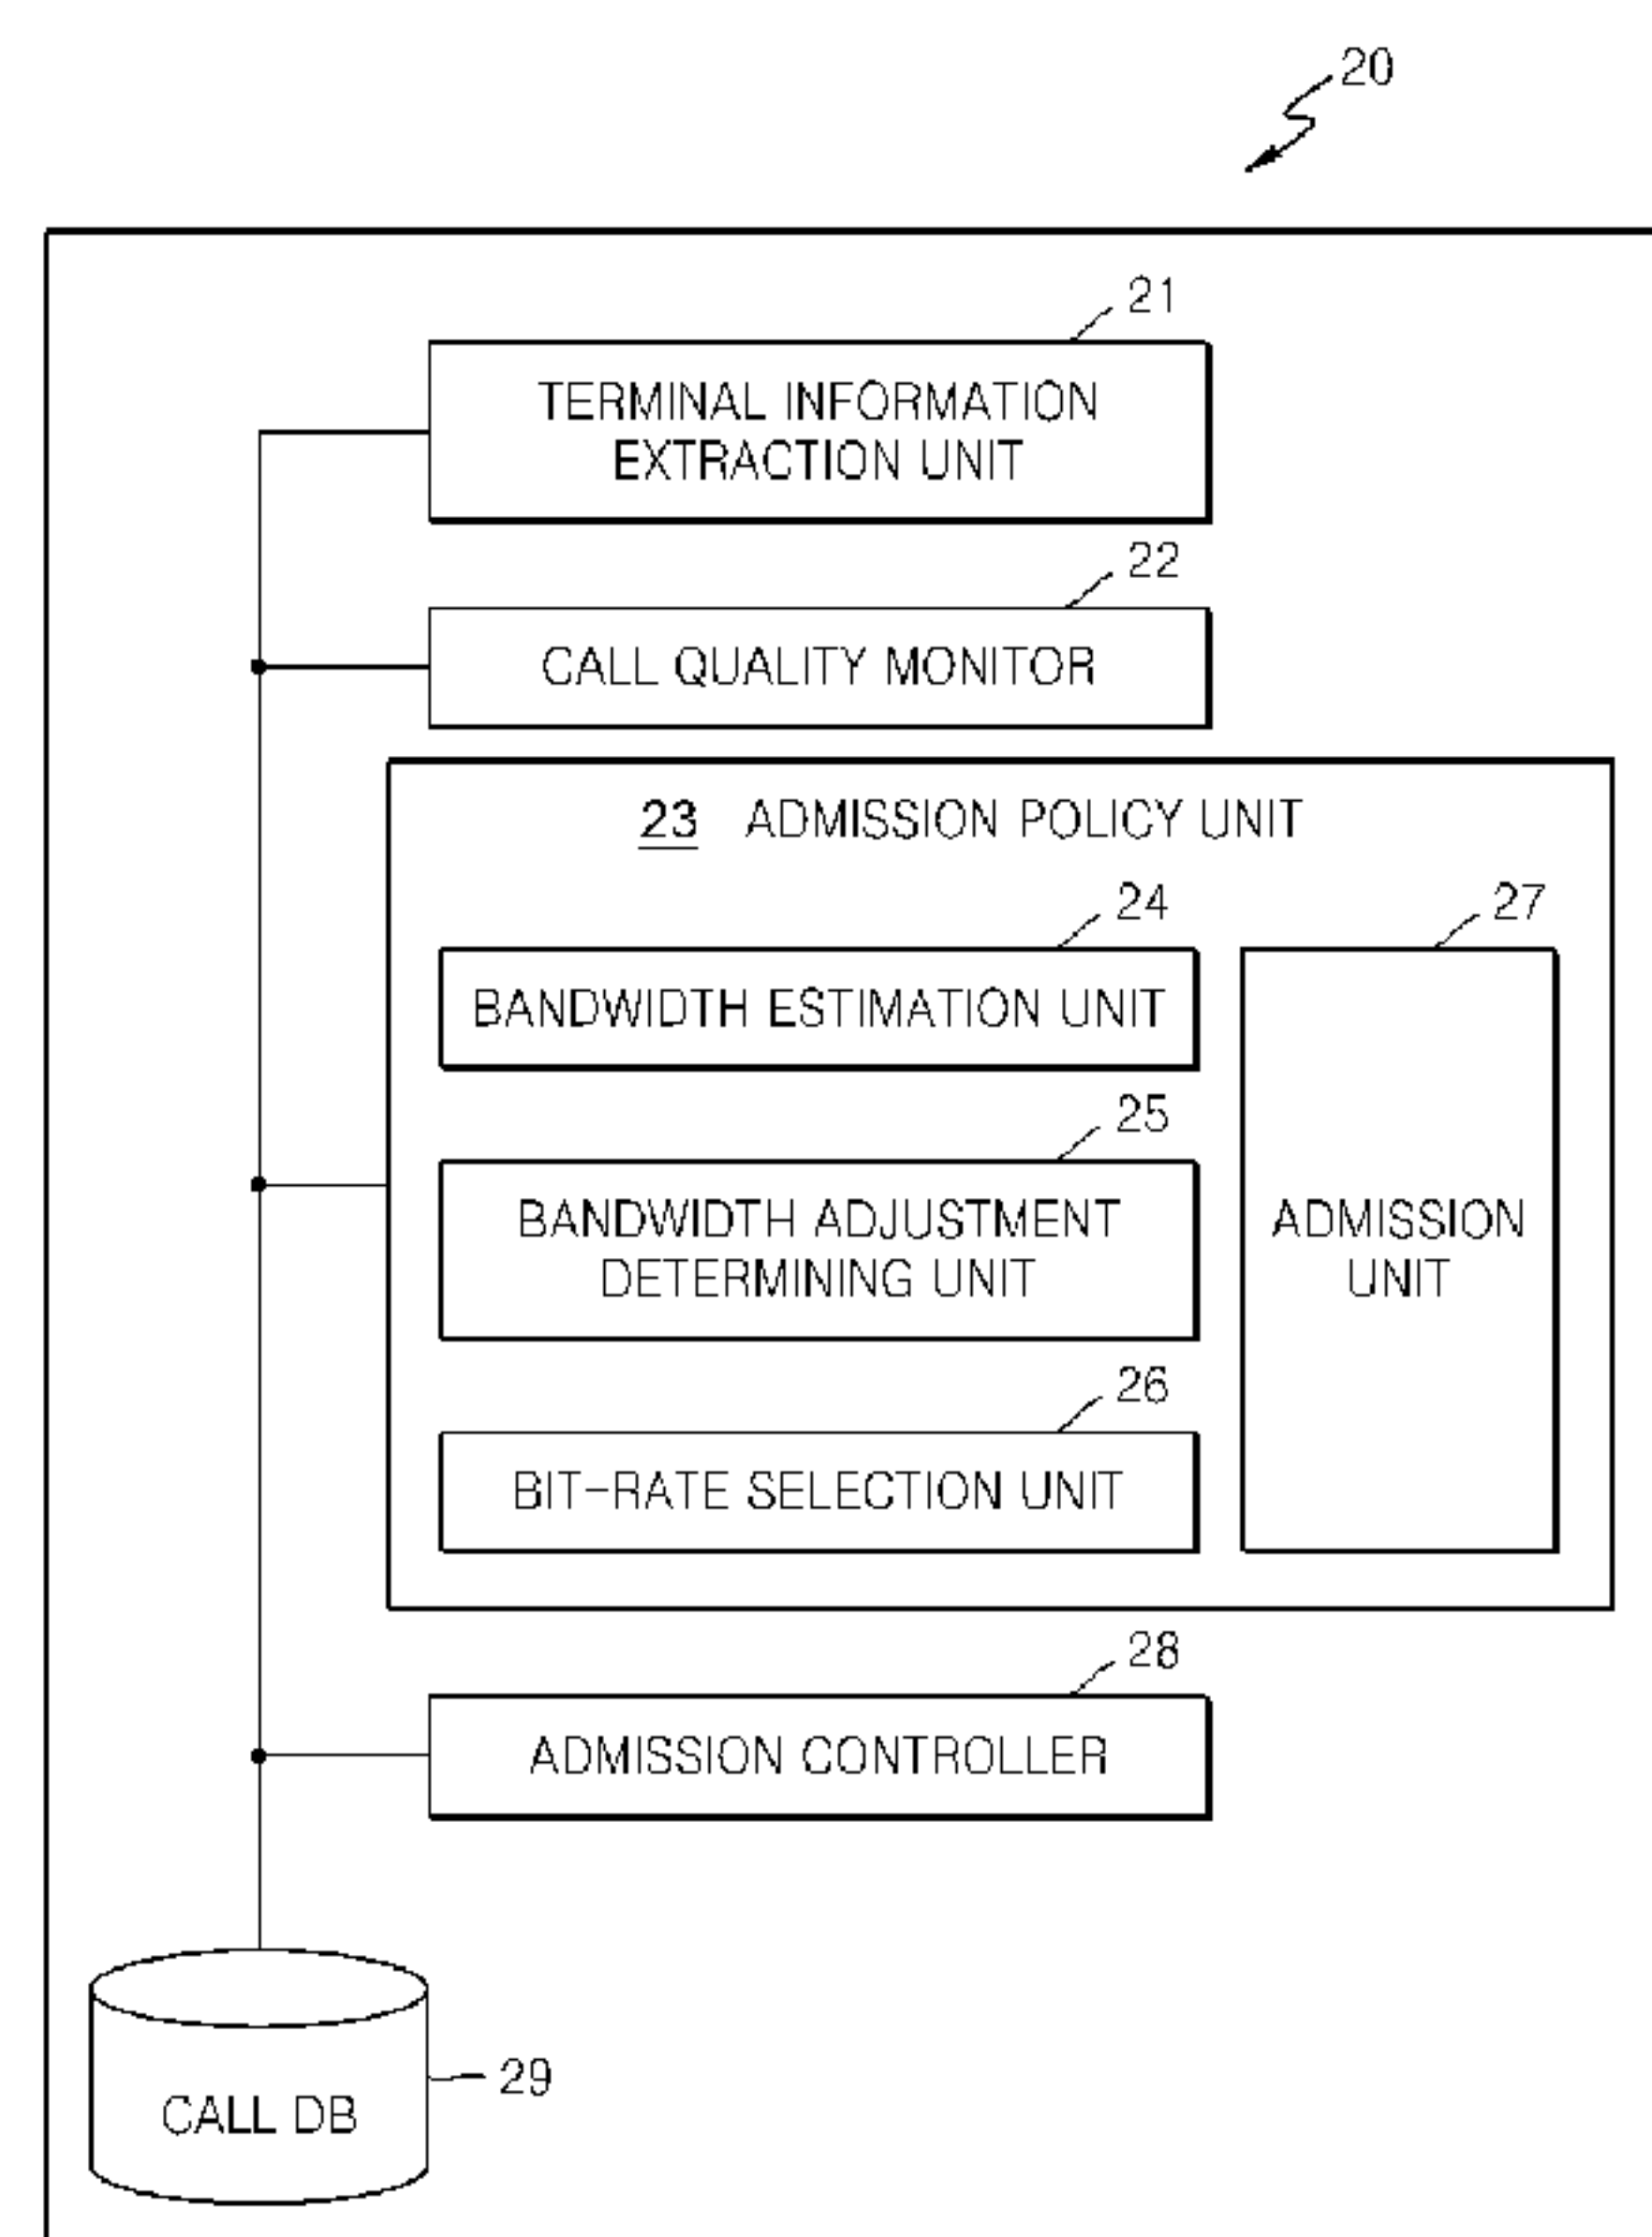 20
21
TERMINAL INFORMATION
EXTRACTION UNIT
22
CALL QUALITY MONITOR
23 ADMISSION POLICY UNIT
24
BANDWIDTH ESTIMATION UNIT
25
BANDWIDTH ADJUSTMENT
DETERMINING UNIT
26
BIT-RATE SELECTION UNIT
27
ADMISSION
UNIT
28
ADMISSION CONTROLLER
29
CALL DB